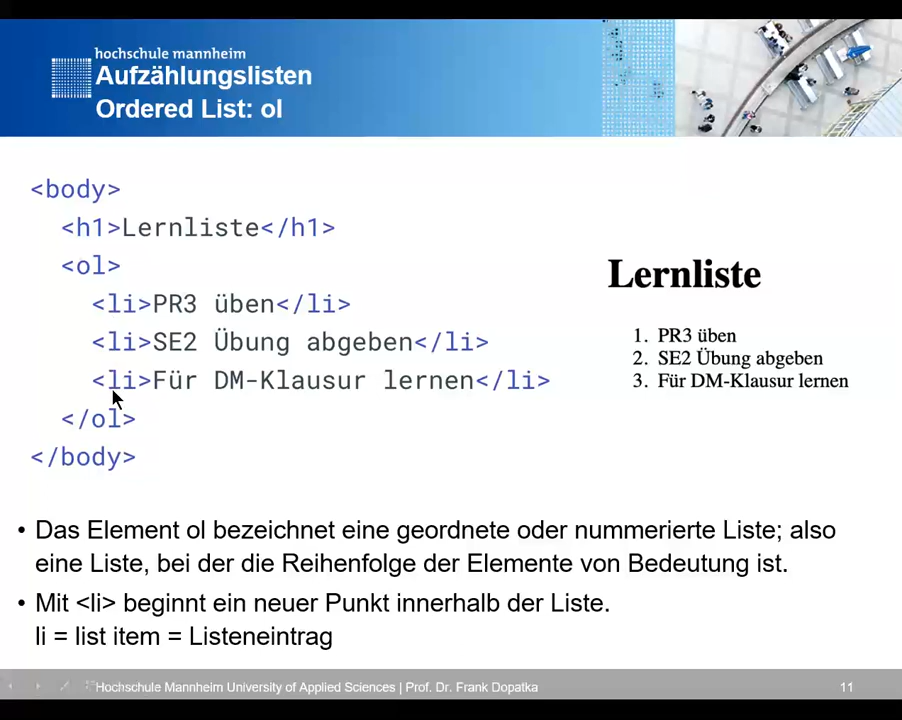 hochschule mannheim
Aufzählungslisten
Ordered List: ol
<body>
<h1>Lernliste</h1>
<ol>
<li>PR3 üben</li>
<li>SE2 Übung abgeben</li>
<li>Für DM-Klausur lernen</li>
</ol>
</body>
Lernliste
1. PR3 üben
2. SE2 Übung abgeben
3. Für DM-Klausur lernen
• Das Element ol bezeichnet eine geordnete oder nummerierte Liste; also
eine Liste, bei der die Reihenfolge der Elemente von Bedeutung ist.
• Mit <li> beginnt ein neuer Punkt innerhalb der Liste.
li = list item = Listeneintrag
Hochschule Mannheim University of Applied Sciences | Prof. Dr. Frank Dopatka
11